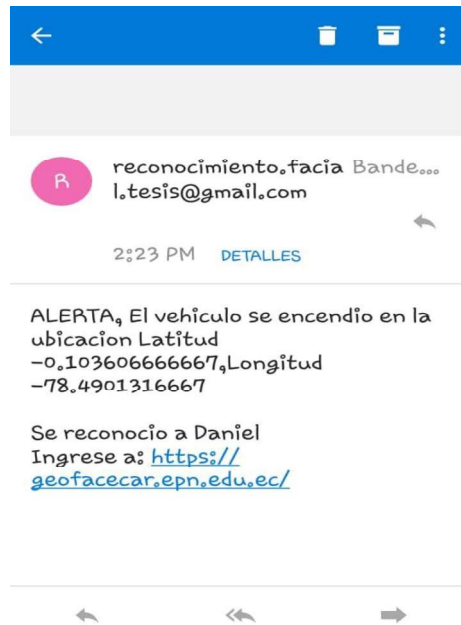 R
reconocimiento.facia Bande...
l.tesis@gmail.com
2:23 PM DETALLES
ALERTA, El vehiculo se encendio en la
ubicacion Latitud
-0.103606666667,Longitud
-78.4901316667
Se reconocio a Daniel
Ingrese a: https://
geofacecar.epn.edu.ec/